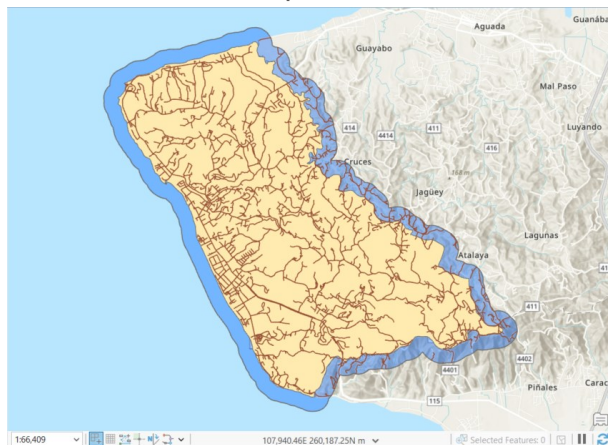 Aguada
Guanába
Guayabo
Mal Paso
414
4414
411
Luyando
416
Cruces
Jagüey
Lagunas
Atalaya
411
4402
4401
Piñales
Carac
115
1:66,409
107,940.46E 260,187.25N m
Selected Features: 0